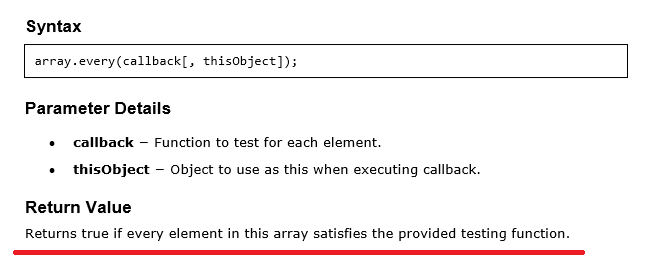 Syntax
array.every(callback[, thisObject]);
Parameter Details
• callback − Function to test for each element.
• thisObject − Object to use as this when executing callback.
Return Value
Returns true if every element in this array satisfies the provided testing function.